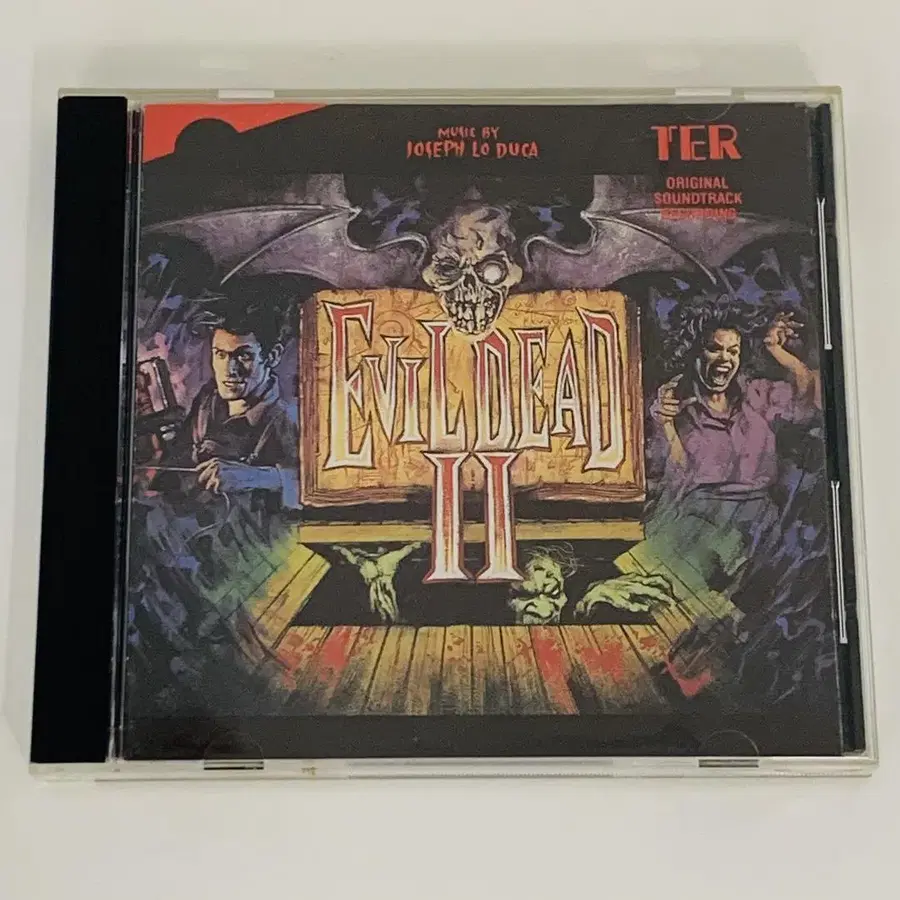 MUSIC BY
JOSEPH LO DUCA
TER
ORIGINAL
SOUNDTRACK
RECORDING
EVIL DEAD
II